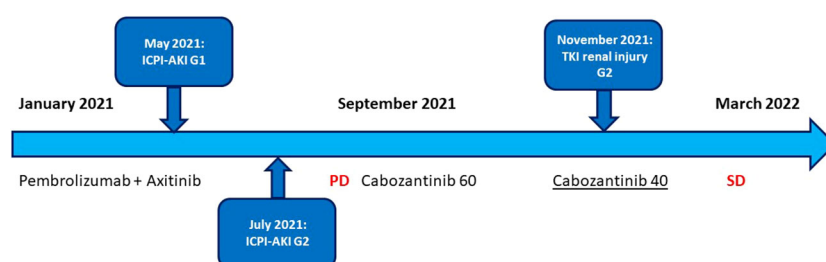 May 2021:
ICPI-AKI G1
November 2021:
TKI renal injury
G2
January 2021
September 2021
March 2022
Pembrolizumab + Axitinib
PD Cabozantinib 60
Cabozantinib 40
SD
July 2021:
ICPI-AKI G2